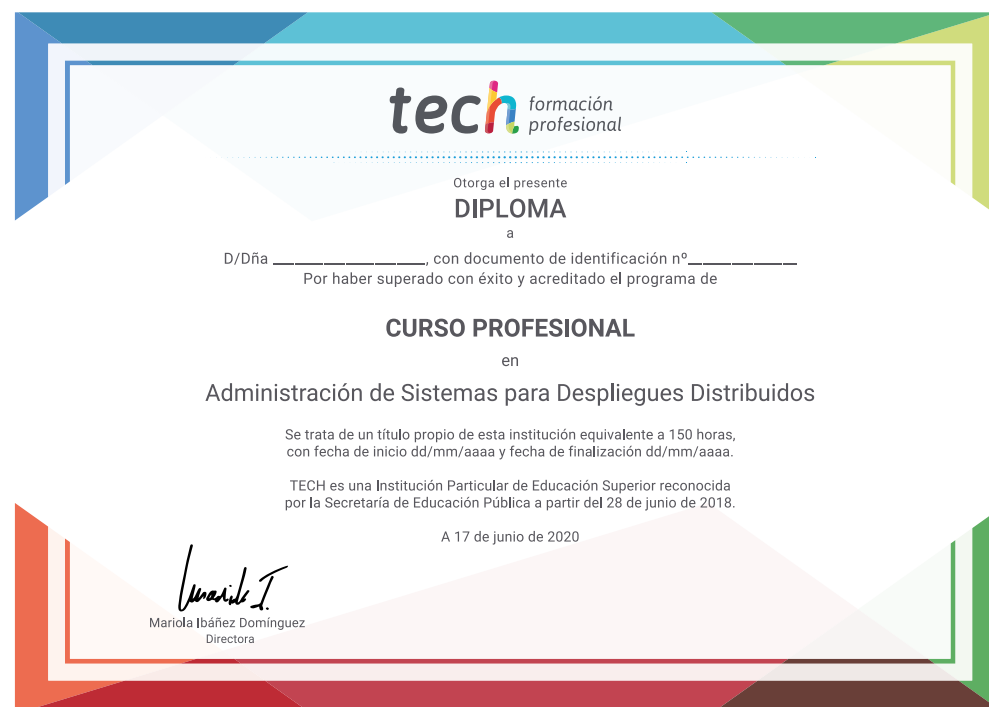 tech formación
profesional
Otorga el presente
DIPLOMA
a
D/Dña ______________, con documento de identificación nº__________
Por haber superado con éxito y acreditado el programa de
CURSO PROFESIONAL
en
Administración de Sistemas para Despliegues Distribuidos
Se trata de un título propio de esta institución equivalente a 150 horas,
con fecha de inicio dd/mm/aaaa y fecha de finalización dd/mm/aaaa.
TECH es una Institución Particular de Educación Superior reconocida
por la Secretaría de Educación Pública a partir del 28 de junio de 2018.
A 17 de junio de 2020
Mariola Ibáñez Domínguez
Directora